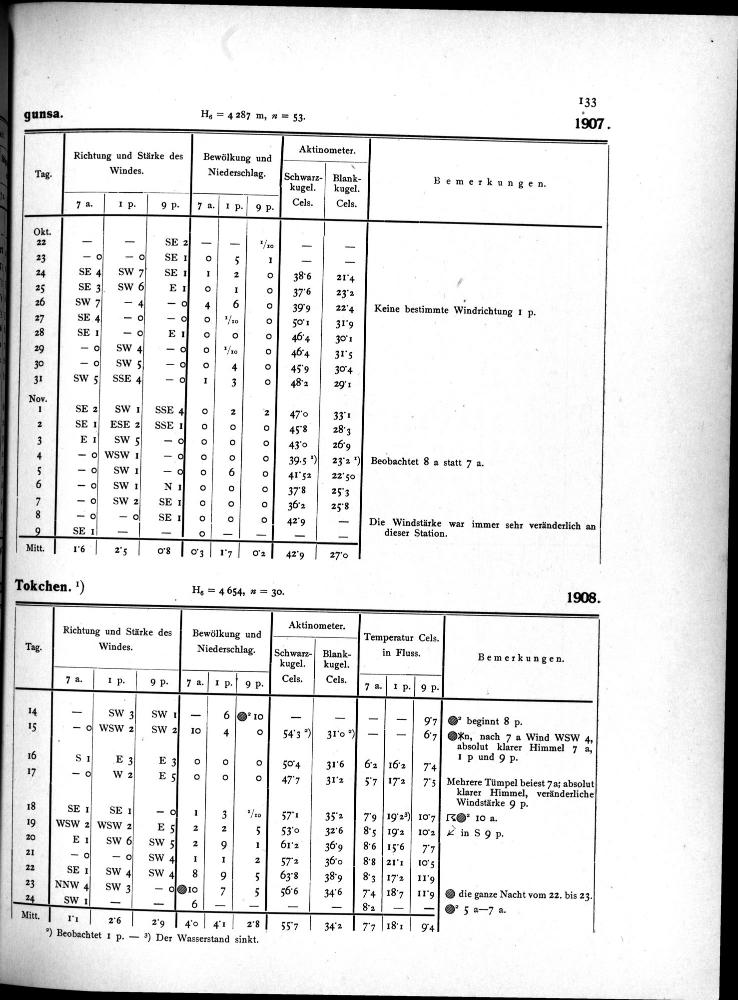 133
gunsa. H₆ = 4 287 m, n = 53. 1907.
Tag. | Richtung und Stärke des Windes. | Bewölkung und Niederschlag. | Aktinometer. | Bemerkungen.
Schwarz-kugel. | Blank-kugel.
7 a. | 1 p. | 9 p. | 7 a. | 1 p. | 9 p. | Cels. | Cels.
Okt.
22 | — | — | SE 2 | — | — | ¹/₁₀ | — | —
23 | — 0 | — 0 | SE 1 | 0 | 5 | 1 | — | —
24 | SE 4 | SW 7 | SE 1 | 1 | 2 | 0 | 38·6 | 21·4
25 | SE 3 | SW 6 | E 1 | 0 | 1 | 0 | 37·6 | 23·2
26 | SW 7 | — 4 | — 0 | 4 | 6 | 0 | 39·9 | 22·4 | Keine bestimmte Windrichtung 1 p.
27 | SE 4 | — 0 | — 0 | 0 | ¹/₁₀ | 0 | 50·1 | 31·9
28 | SE 1 | — 0 | E 1 | 0 | 0 | 0 | 46·4 | 30·1
29 | — 0 | SW 4 | — 0 | 0 | ¹/₁₀ | 0 | 46·4 | 31·5
30 | — 0 | SW 5 | — 0 | 0 | 4 | 0 | 45·9 | 30·4
31 | SW 5 | SSE 4 | — 0 | 1 | 3 | 0 | 48·2 | 29·1
Nov.
1 | SE 2 | SW 1 | SSE 4 | 0 | 2 | 2 | 47·0 | 33·1
2 | SE 1 | ESE 2 | SSE 1 | 0 | 0 | 0 | 45·8 | 28·3
3 | E 1 | SW 5 | — 0 | 0 | 0 | 0 | 43·0 | 26·9
4 | — 0 | WSW 1 | — 0 | 0 | 0 | 0 | 39·5 ¹) | 23·2 ¹) | Beobachtet 8 a statt 7 a.
5 | — 0 | SW 1 | — 0 | 0 | 6 | 0 | 41·52 | 22·50
6 | — 0 | SW 1 | N 1 | 0 | 0 | 0 | 37·8 | 25·3
7 | — 0 | SW 2 | SE 1 | 0 | 0 | 0 | 36·2 | 25·8
8 | — 0 | — 0 | SE 1 | 0 | 0 | 0 | 42·9 | — | Die Windstärke war immer sehr veränderlich an
9 | SE 1 | — | — | 0 | — | — | — | — | dieser Station.
Mitt. | 1·6 | 2·5 | 0·8 | 0·3 | 1·7 | 0·2 | 42·9 | 27·0
Tokchen. ¹) H₆ = 4 654, n = 30. 1908.
Tag. | Richtung und Stärke des Windes. | Bewölkung und Niederschlag. | Aktinometer. | Temperatur Cels. in Fluss. | Bemerkungen.
Schwarz-kugel. | Blank-kugel.
7 a. | 1 p. | 9 p. | 7 a. | 1 p. | 9 p. | Cels. | Cels. | 7 a. | 1 p. | 9 p.
14 | — | SW 3 | SW 1 | — | 6 | ² 10 | — | — | — | — | 9·7 | ² beginnt 8 p.
15 | — 0 | WSW 2 | SW 2 | 10 | 4 | 0 | 54·3 ²) | 31·0 ²) | — | — | 6·7 | n, nach 7 a Wind WSW 4,
absolut klarer Himmel 7 a,
16 | S 1 | E 3 | E 3 | 0 | 0 | 0 | 50·4 | 31·6 | 6·2 | 16·2 | 7·4 | 1 p und 9 p.
17 | — 0 | W 2 | E 5 | 0 | 0 | 0 | 47·7 | 31·2 | 5·7 | 17·2 | 7·5 | Mehrere Tümpel beiest 7 a; absolut
klarer Himmel, veränderliche
Windstärke 9 p.
18 | SE 1 | SE 1 | — 0 | 1 | 3 | ¹/₁₀ | 57·1 | 35·2 | 7·9 | 19·2³) | 10·7 | ² 10 a.
19 | WSW 2 | WSW 2 | E 5 | 2 | 2 | 5 | 53·0 | 32·6 | 8·5 | 19·2 | 10·2 | in S 9 p.
20 | E 1 | SW 6 | SW 5 | 2 | 9 | 1 | 61·2 | 36·9 | 8·6 | 15·6 | 7·7
21 | — 0 | — 0 | SW 4 | 1 | 1 | 2 | 57·2 | 36·0 | 8·8 | 21·1 | 10·5
22 | SE 1 | SW 4 | SW 4 | 8 | 9 | 5 | 63·8 | 38·9 | 8·3 | 17·2 | 11·9
23 | NNW 4 | SW 3 | — 0 | 10 | 7 | 5 | 56·6 | 34·6 | 7·4 | 18·7 | 11·9 | die ganze Nacht vom 22. bis 23.
24 | SW 1 | — | — | 6 | — | — | — | — | 8·2 | — | — | ² 5 a—7 a.
Mitt. | 1·1 | 2·6 | 2·9 | 4·0 | 4·1 | 2·8 | 55·7 | 34·2 | 7·7 | 18·1 | 9·4
²) Beobachtet 1 p. — ³) Der Wasserstand sinkt.